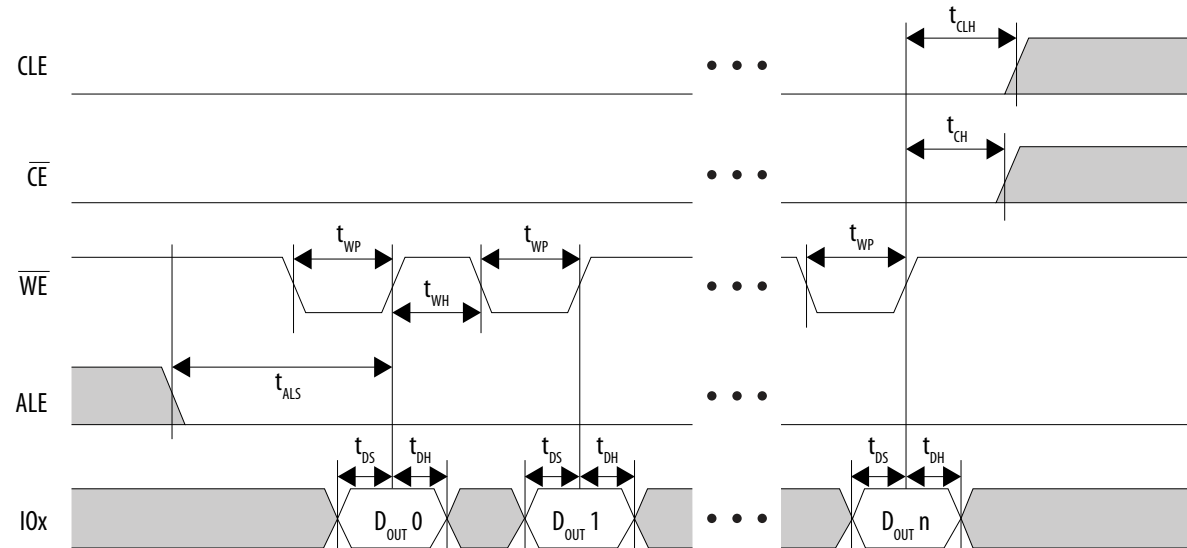 t_CLH
CLE
t_CH
CE
t_WP t_WP t_WP
WE
t_WH
t_ALS
ALE
t_DS t_DH t_DS t_DH t_DS t_DH
IOx D_OUT 0 D_OUT 1 D_OUT n